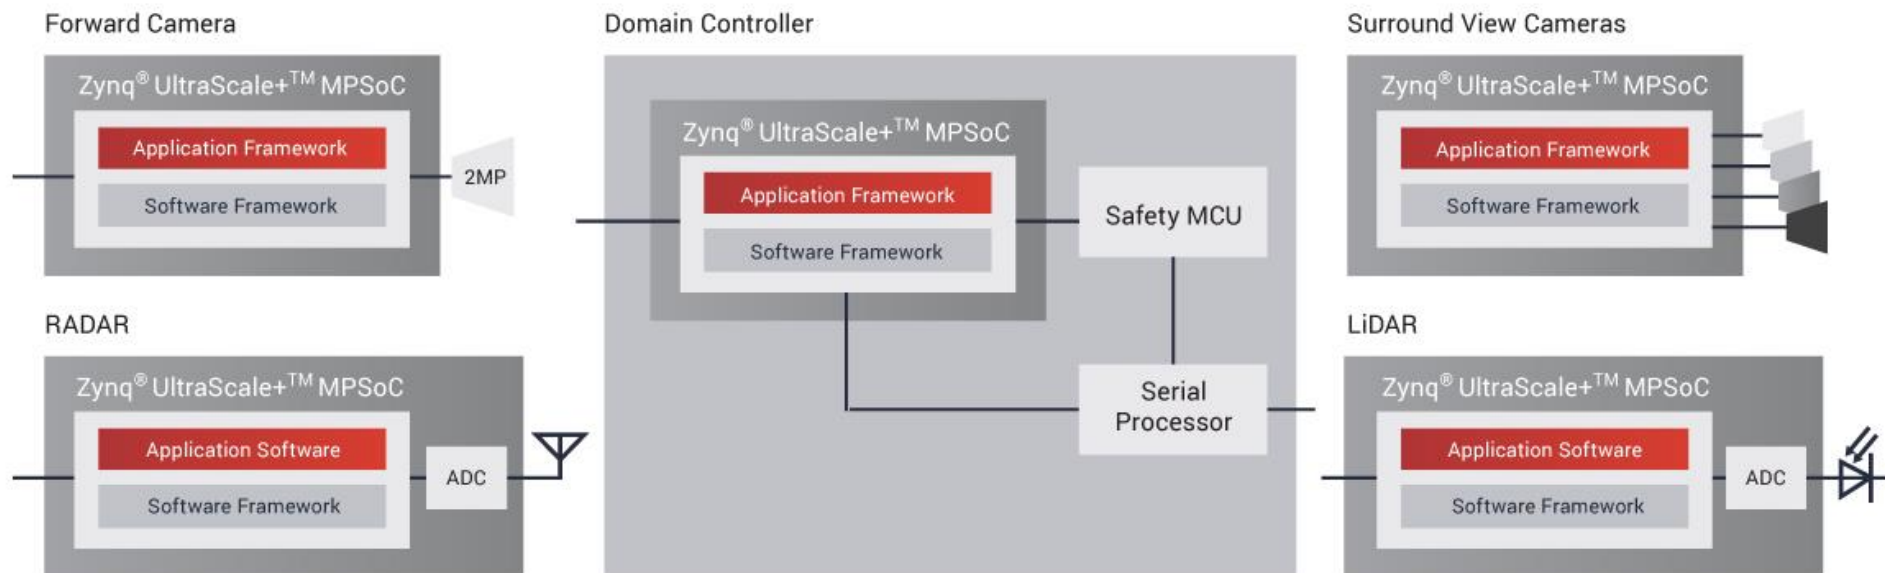 Forward Camera
Zynq® UltraScale+™ MPSoC
Application Framework
Software Framework
2MP
RADAR
Zynq® UltraScale+™ MPSoC
Application Software
Software Framework
ADC
Domain Controller
Zynq® UltraScale+™ MPSoC
Application Framework
Software Framework
Safety MCU
Serial
Processor
Surround View Cameras
Zynq® UltraScale+™ MPSoC
Application Framework
Software Framework
LiDAR
Zynq® UltraScale+™ MPSoC
Application Software
Software Framework
ADC